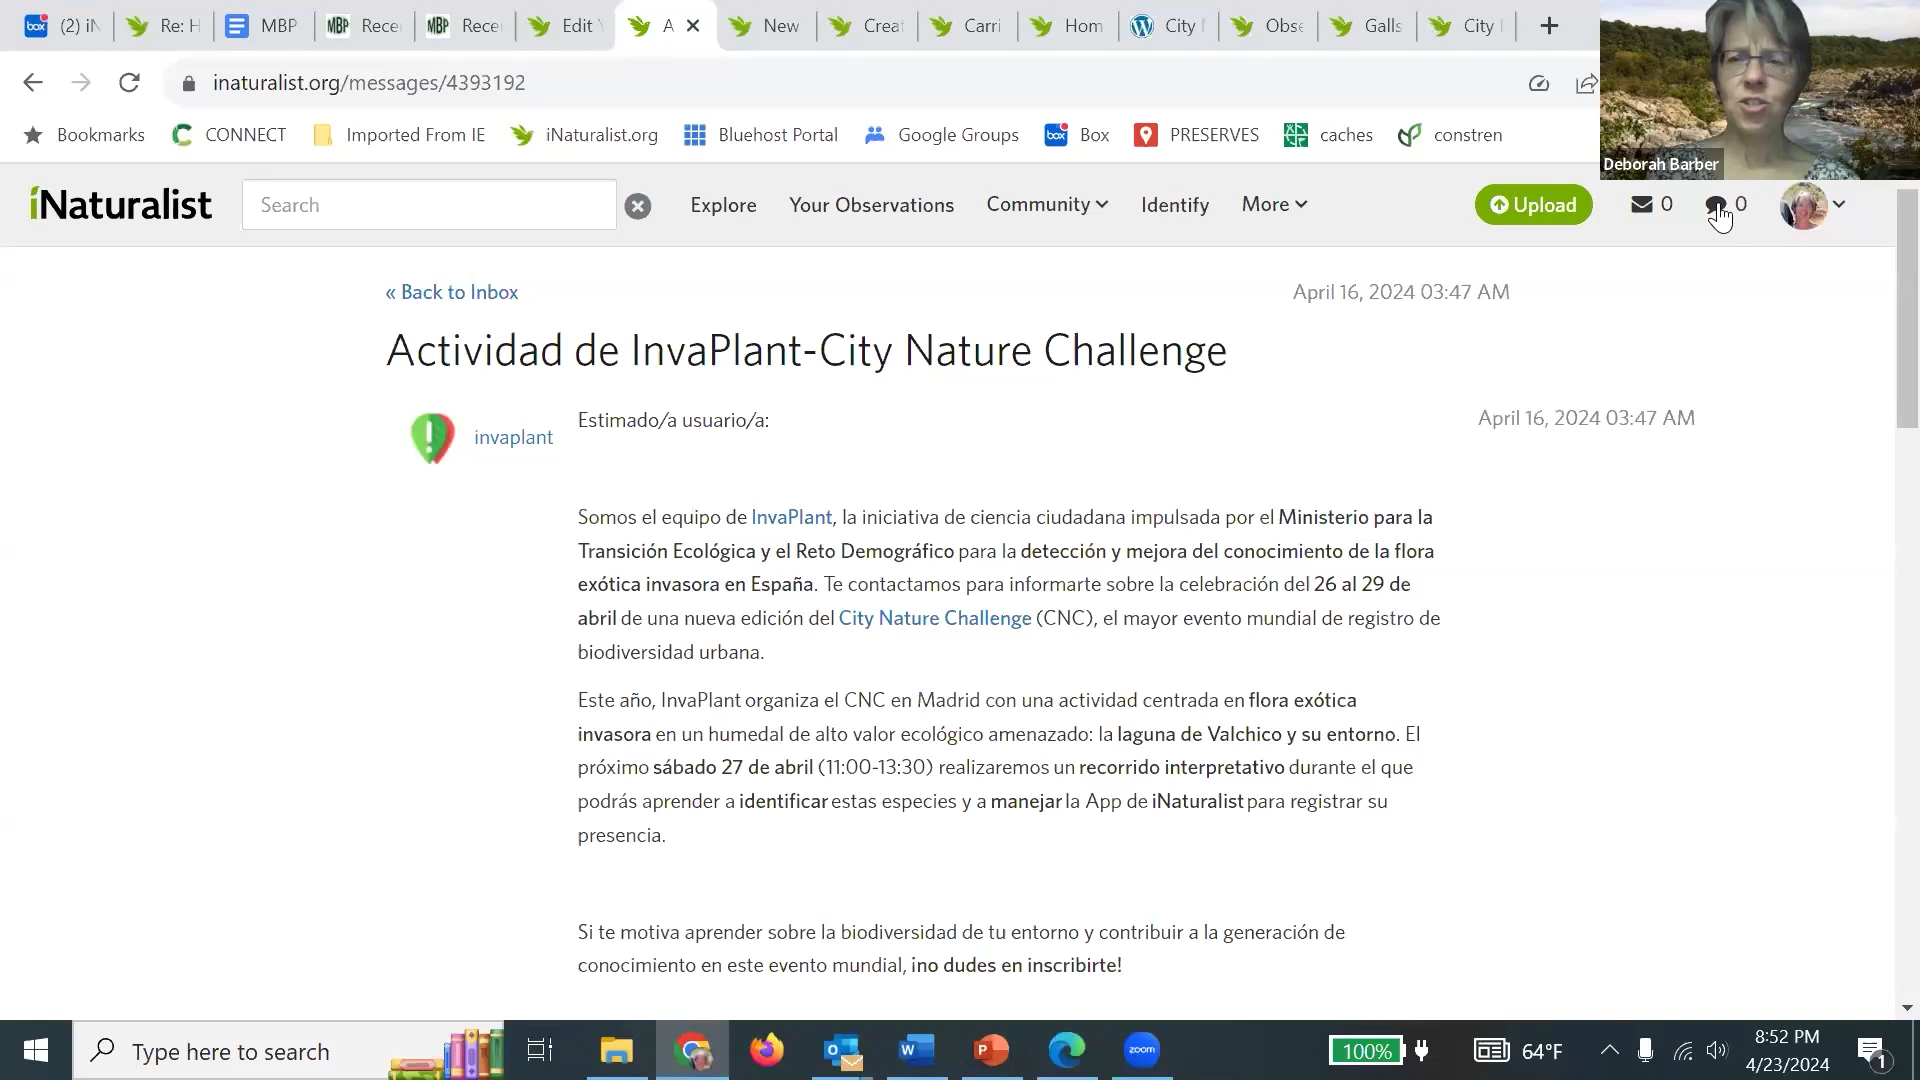 (2) iN
Re: H
MBP
MBP Rece
MBP Rece
Edit
A
New
Creat
Carri
Hom
City
Obse
Galls
City
inaturalist.org/messages/4393192
Bookmarks
CONNECT
Imported From IE
iNaturalist.org
Bluehost Portal
Google Groups
box Box
PRESERVES
caches
constren
Deborah Barber
iNaturalist
Search
Explore
Your Observations
Community
Identify
More
Upload
0
0
« Back to Inbox
April 16, 2024 03:47 AM
Actividad de InvaPlant-City Nature Challenge
invaplant
Estimado/a usuario/a:
April 16, 2024 03:47 AM
Somos el equipo de InvaPlant, la iniciativa de ciencia ciudadana impulsada por el Ministerio para la
Transición Ecológica y el Reto Demográfico para la detección y mejora del conocimiento de la flora
exótica invasora en España. Te contactamos para informarte sobre la celebración del 26 al 29 de
abril de una nueva edición del City Nature Challenge (CNC), el mayor evento mundial de registro de
biodiversidad urbana.
Este año, InvaPlant organiza el CNC en Madrid con una actividad centrada en flora exótica
invasora en un humedal de alto valor ecológico amenazado: la laguna de Valchico y su entorno. El
próximo sábado 27 de abril (11:00-13:30) realizaremos un recorrido interpretativo durante el que
podrás aprender a identificar estas especies y a manejar la App de iNaturalist para registrar su
presencia.
Si te motiva aprender sobre la biodiversidad de tu entorno y contribuir a la generación de
conocimiento en este evento mundial, ¡no dudes en inscribirte!
Type here to search
zoom
100%
64°F
8:52 PM
4/23/2024
1